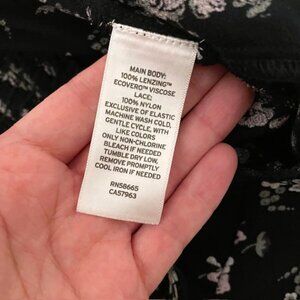 MAIN BODY:
100% LENZING™
ECOVERO™ VISCOSE
LACE:
100% NYLON
EXCLUSIVE OF ELASTIC
MACHINE WASH COLD,
GENTLE CYCLE, WITH
LIKE COLORS
ONLY NON-CHLORINE
BLEACH IF NEEDED
TUMBLE DRY LOW,
REMOVE PROMPTLY
COOL IRON IF NEEDED
RN58665
CA57963